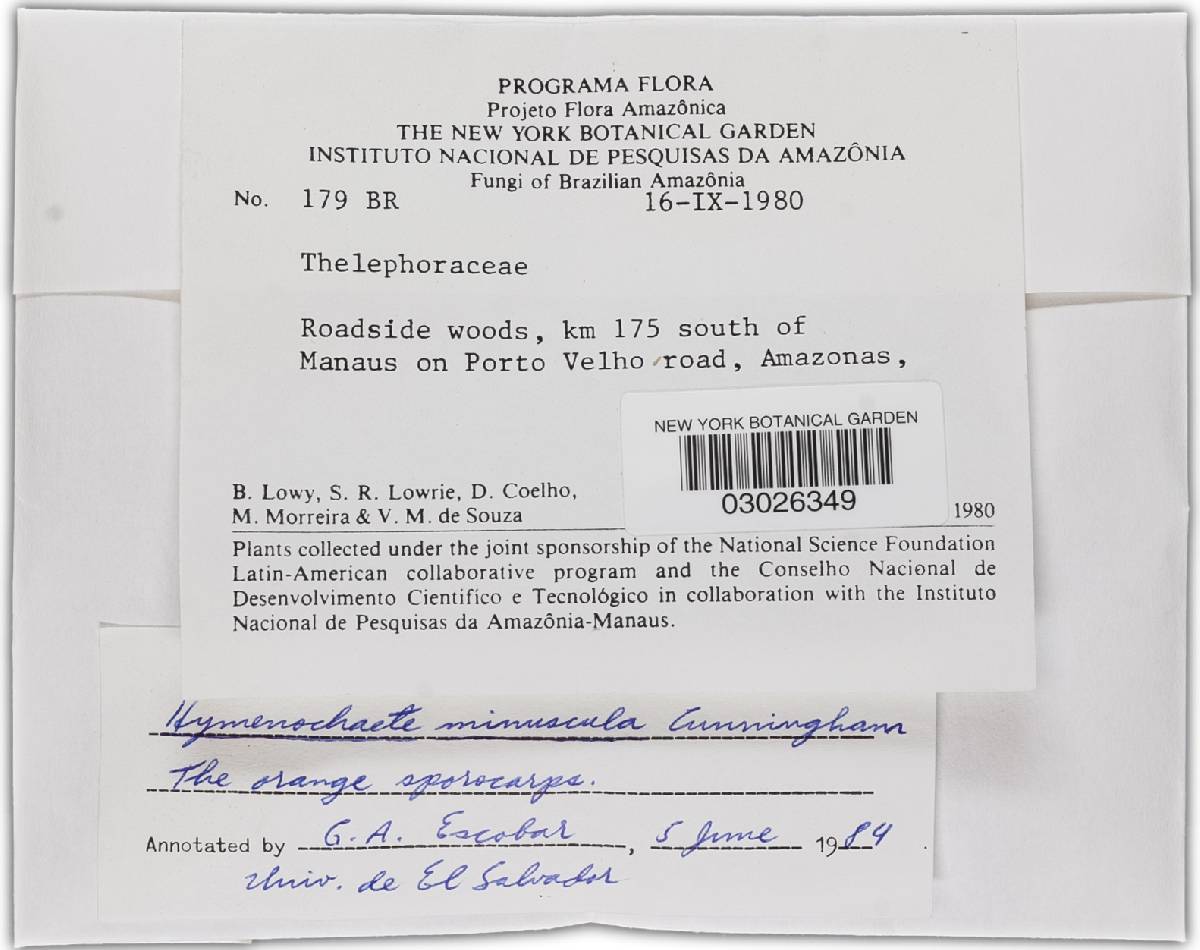 PROGRAMA FLORA
Projeto Flora Amazônica
THE NEW YORK BOTANICAL GARDEN
INSTITUTO NACIONAL DE PESQUISAS DA AMAZÔNIA
Fungi of Brazilian Amazônia
No. 179 BR 16-IX-1980
Thelephoraceae
Roadside woods, km 175 south of
Manaus on Porto Velho road, Amazonas,
NEW YORK BOTANICAL GARDEN
03026349
B. Lowy, S. R. Lowrie, D. Coelho,
M. Morreira & V. M. de Souza 1980
Plants collected under the joint sponsorship of the National Science Foundation
Latin-American collaborative program and the Conselho Nacional de
Desenvolvimento Cientifico e Tecnológico in collaboration with the Instituto
Nacional de Pesquisas da Amazônia-Manaus.
Hymenochaete minuscula Cunningham
The orange sporocarps.
Annotated by G. A. Escobar, 5 June 1984.
Univ. de El Salvador